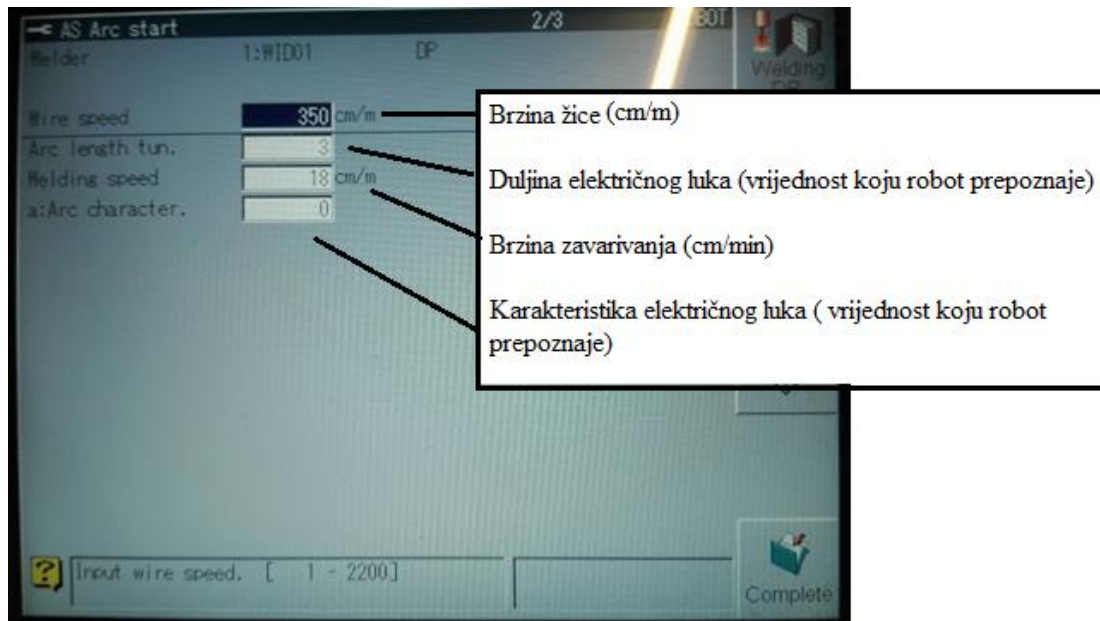 AS Arc start 2/3
Welder 1:WID01 DP
Welding
Wire speed 350 cm/m
Arc length tun. 3
Welding speed 18 cm/m
a:Arc character. 0
Brzina žice (cm/m)
Duljina električnog luka (vrijednost koju robot prepoznaje)
Brzina zavarivanja (cm/min)
Karakteristika električnog luka ( vrijednost koju robot
prepoznaje)
Input wire speed. [ 1 - 2200]
Complete